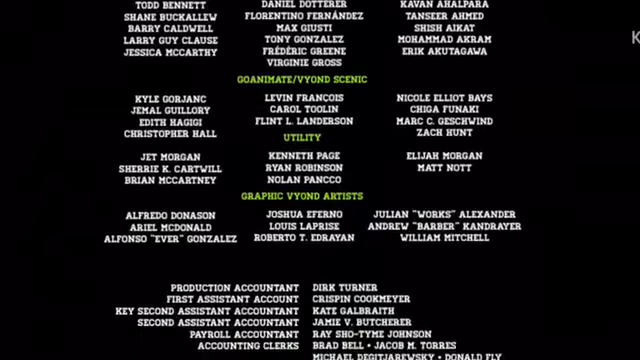 TODD BENNETT DANIEL DOTTERER KAVAN AHALPARA
SHANE BUCKALLEW FLORENTINO FERNÁNDEZ TANSEER AHMED
BARRY CALDWELL MAX GIUSTI SHISH AIKAT
LARRY GUY CLAUSE TONY GONZALEZ MOHAMMAD AKRAM
JESSICA MCCARTHY FRÉDÉRIC GREENE ERIK AKUTAGAWA
VIRGINIE GROSS
K
GOANIMATE/VYOND SCENIC
KYLE GORJANC LEVIN FRANÇOIS NICOLE ELLIOT BAYS
JEMAL GUILLORY CAROL TOOLIN CHIGA FUNAKI
EDITH HAGIGI FLINT L. LANDERSON MARC C. GESCHWIND
CHRISTOPHER HALL ZACH HUNT
UTILITY
JET MORGAN KENNETH PAGE ELIJAH MORGAN
SHERRIE K. CARTWILL RYAN ROBINSON MATT NOTT
BRIAN MCCARTNEY NOLAN PANCCO
GRAPHIC VYOND ARTISTS
ALFREDO DONASON JOSHUA EFERNO JULIAN "WORKS" ALEXANDER
ARIEL MCDONALD LOUIS LAPRISE ANDREW "BARBER" KANDRAYER
ALFONSO "EVER" GONZALEZ ROBERTO T. EDRAYAN WILLIAM MITCHELL
PRODUCTION ACCOUNTANT DIRK TURNER
FIRST ASSISTANT ACCOUNT CRISPIN COOKMEYER
KEY SECOND ASSISTANT ACCOUNTANT KATE GALBRAITH
SECOND ASSISTANT ACCOUNTANT JAMIE V. BUTCHERER
PAYROLL ACCOUNTANT RAY SHO-TYME JOHNSON
ACCOUNTING CLERKS BRAD BELL • JACOB M. TORRES
MICHAEL DEGITJAREWSKY • DONALD FLY